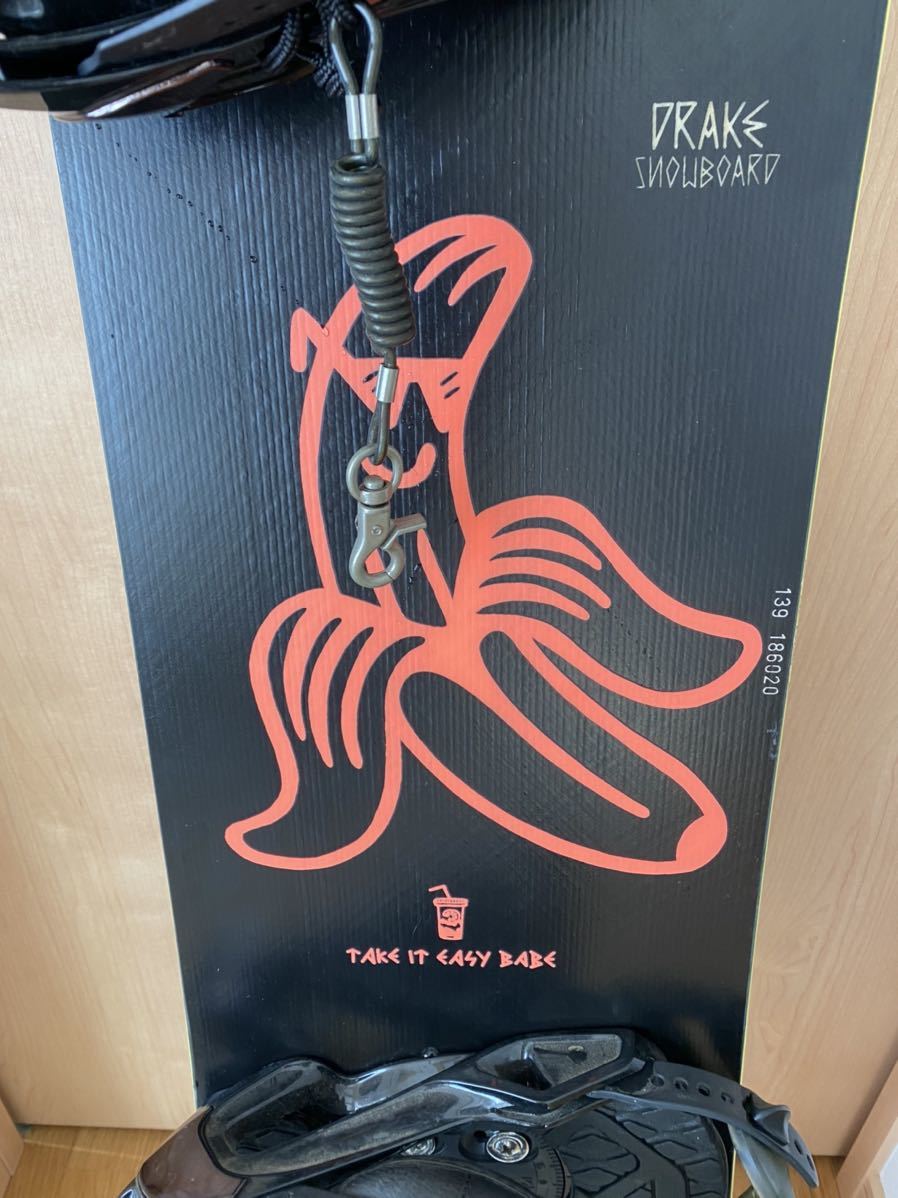 DRAKE
SNOWBOARD
139 186020
TAKE IT EASY BABE